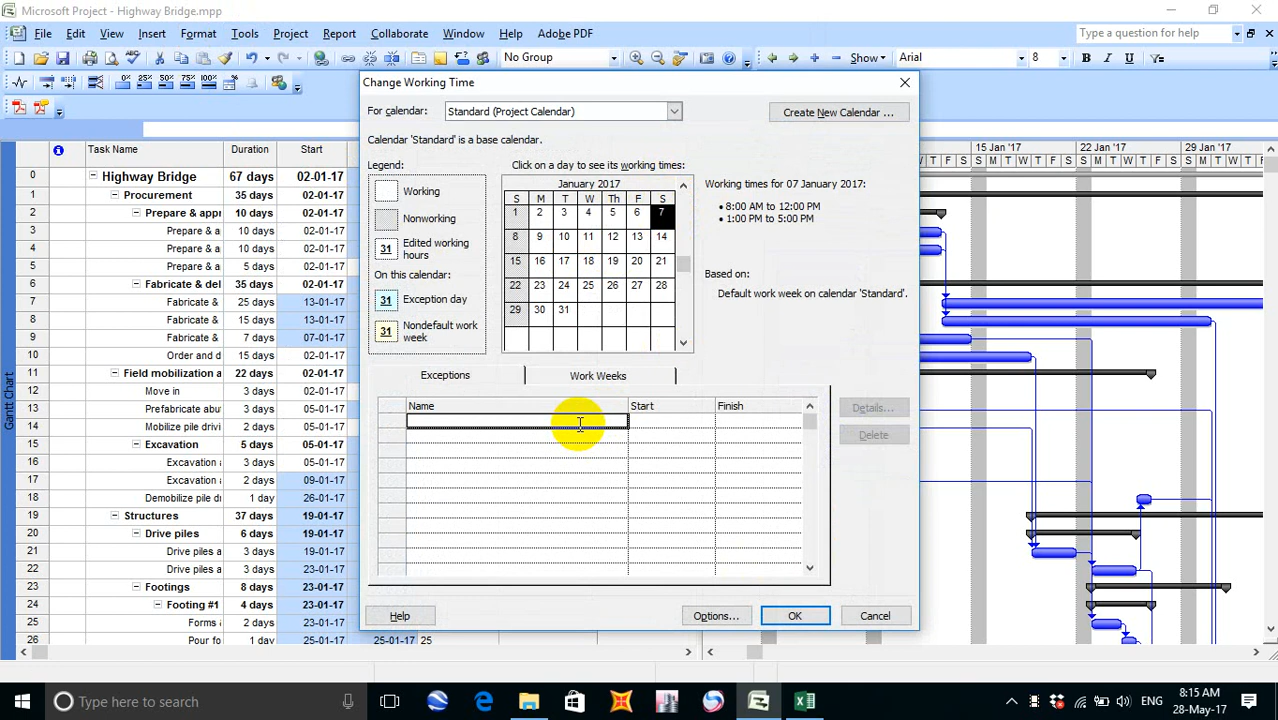 Microsoft Project - Highway Bridge.mpp
File Edit View Insert Format Tools Project Report Collaborate Window Help Adobe PDF
Type a question for help
No Group
Show
Arial
8
B I U
0% 25% 50% 75% 100%
Change Working Time
For calendar: Standard (Project Calendar)
Create New Calendar ...
Calendar 'Standard' is a base calendar.
Legend:
Working
Nonworking
31 Edited working hours
On this calendar:
31 Exception day
31 Nondefault work week
Click on a day to see its working times:
January 2017
S M T W Th F S
1 2 3 4 5 6 7
8 9 10 11 12 13 14
15 16 17 18 19 20 21
22 23 24 25 26 27 28
29 30 31
Working times for 07 January 2017:
• 8:00 AM to 12:00 PM
• 1:00 PM to 5:00 PM
Based on:
Default work week on calendar 'Standard'.
Exceptions
Work Weeks
Name Start Finish
Details...
Delete
Help
Options...
OK
Cancel
Task Name Duration Start
0 Highway Bridge 67 days 02-01-17
1 Procurement 35 days 02-01-17
2 Prepare & appr 10 days 02-01-17
3 Prepare & a 10 days 02-01-17
4 Prepare & a 10 days 02-01-17
5 Prepare & a 5 days 02-01-17
6 Fabricate & del 35 days 02-01-17
7 Fabricate & 25 days 13-01-17
8 Fabricate & 25 days 13-01-17
9 Fabricate & 7 days 07-01-17
10 Order and d 20 days 02-01-17
11 Field mobilization a 22 days 02-01-17
12 Move in 3 days 02-01-17
13 Prefabricate abu 3 days 05-01-17
14 Mobilize pile drivi 3 days 05-01-17
15 Excavation 5 days 05-01-17
16 Excavation 3 days 05-01-17
17 Excavation 2 days 09-01-17
18 Demobilize pile d 1 day 26-01-17
19 Structures 37 days 19-01-17
20 Drive piles 6 days 19-01-17
21 Drive piles 3 days 19-01-17
22 Drive piles 3 days 22-01-17
23 Footings 7 days 23-01-17
24 Footing #1 4 days 23-01-17
25 Forms 2 days 23-01-17
26 Pour fo 1 day 25-01-17 25-01-17 25
15 Jan '17 22 Jan '17 29 Jan '17
W T F S S M T W T F S S M T W T F S S M T W T F
Gantt Chart
Type here to search
ENG
8:15 AM
28-May-17